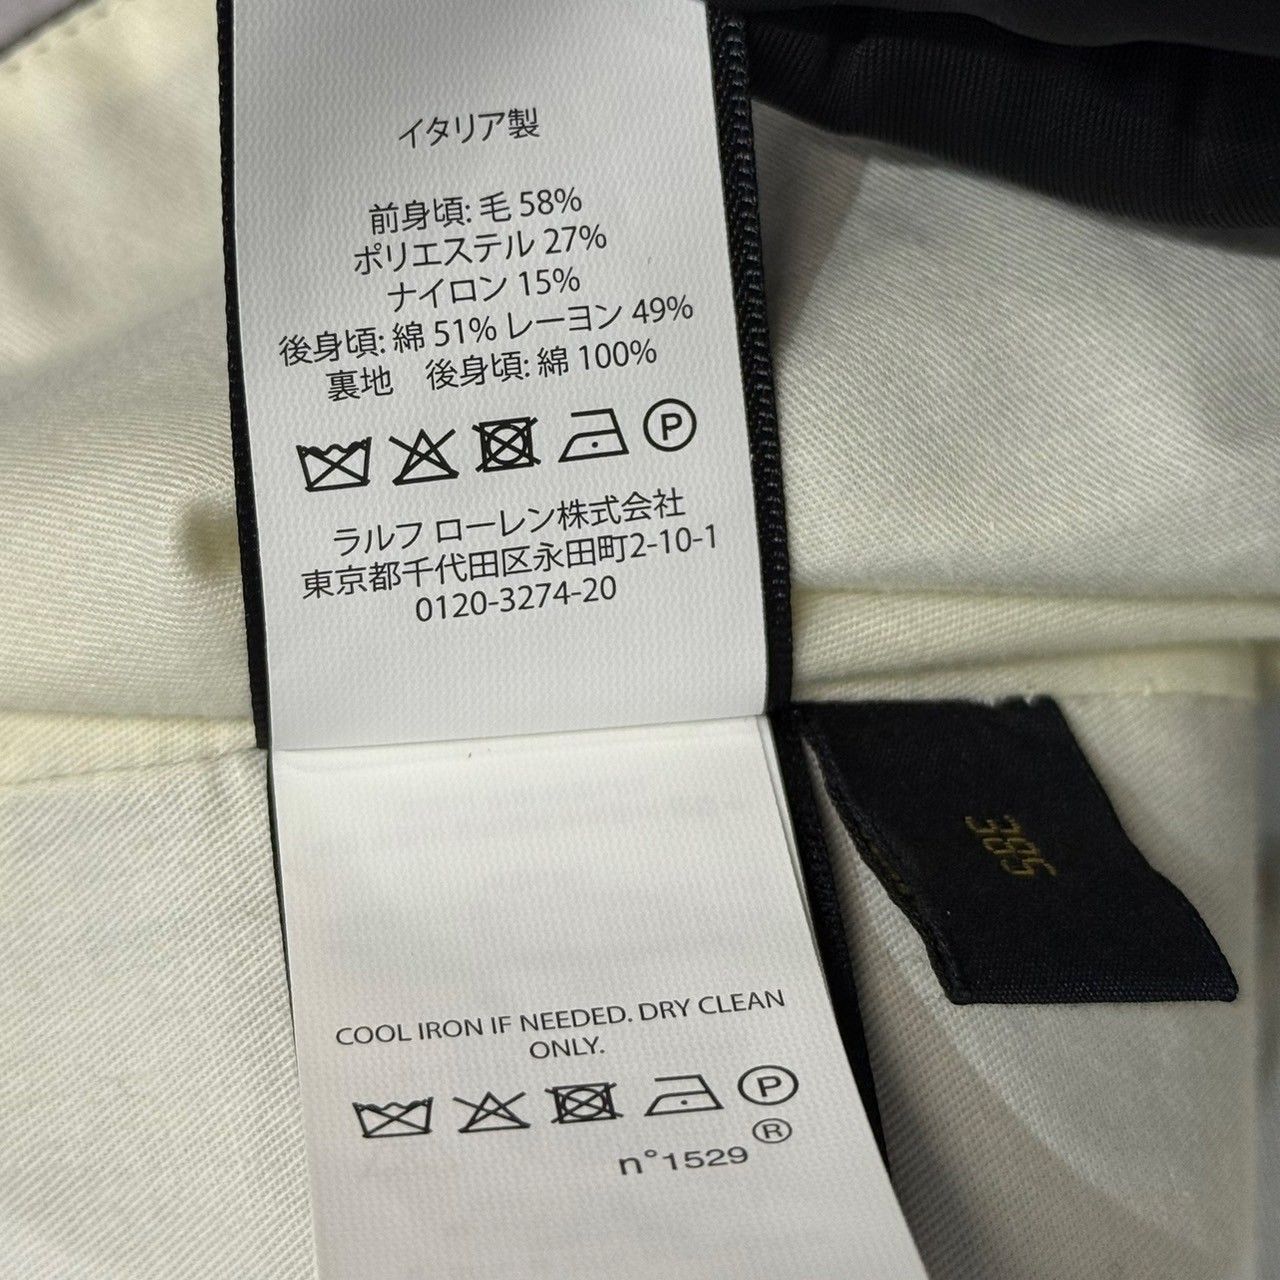 イタリア製
前身頃: 毛 58%
ポリエステル 27%
ナイロン 15%
後身頃: 綿 51% レーヨン 49%
裏地　後身頃: 綿 100%
P
ラルフ ローレン株式会社
東京都千代田区永田町2-10-1
0120-3274-20
COOL IRON IF NEEDED. DRY CLEAN
ONLY.
P
n°1529 ®
38S